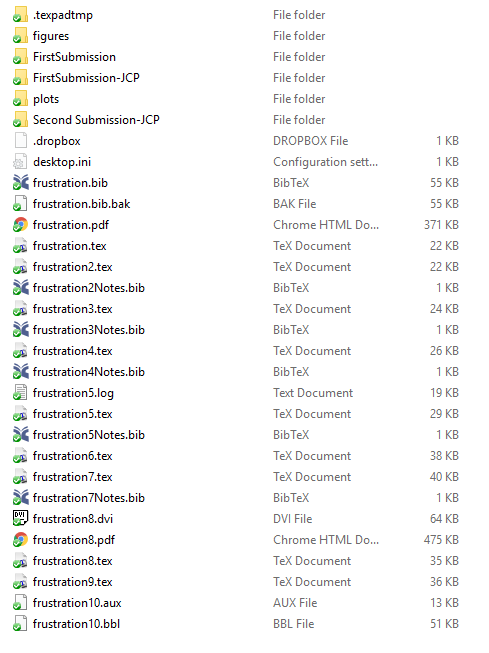 .texpadtmp File folder
figures File folder
FirstSubmission File folder
FirstSubmission-JCP File folder
plots File folder
Second Submission-JCP File folder
.dropbox DROPBOX File 1 KB
desktop.ini Configuration sett... 1 KB
frustration.bib BibTeX 55 KB
frustration.bib.bak BAK File 55 KB
frustration.pdf Chrome HTML Do... 371 KB
frustration.tex TeX Document 22 KB
frustration2.tex TeX Document 22 KB
frustration2Notes.bib BibTeX 1 KB
frustration3.tex TeX Document 24 KB
frustration3Notes.bib BibTeX 1 KB
frustration4.tex TeX Document 26 KB
frustration4Notes.bib BibTeX 1 KB
frustration5.log Text Document 19 KB
frustration5.tex TeX Document 29 KB
frustration5Notes.bib BibTeX 1 KB
frustration6.tex TeX Document 38 KB
frustration7.tex TeX Document 40 KB
frustration7Notes.bib BibTeX 1 KB
DVI frustration8.dvi DVI File 64 KB
frustration8.pdf Chrome HTML Do... 475 KB
frustration8.tex TeX Document 35 KB
frustration9.tex TeX Document 36 KB
frustration10.aux AUX File 13 KB
frustration10.bbl BBL File 51 KB